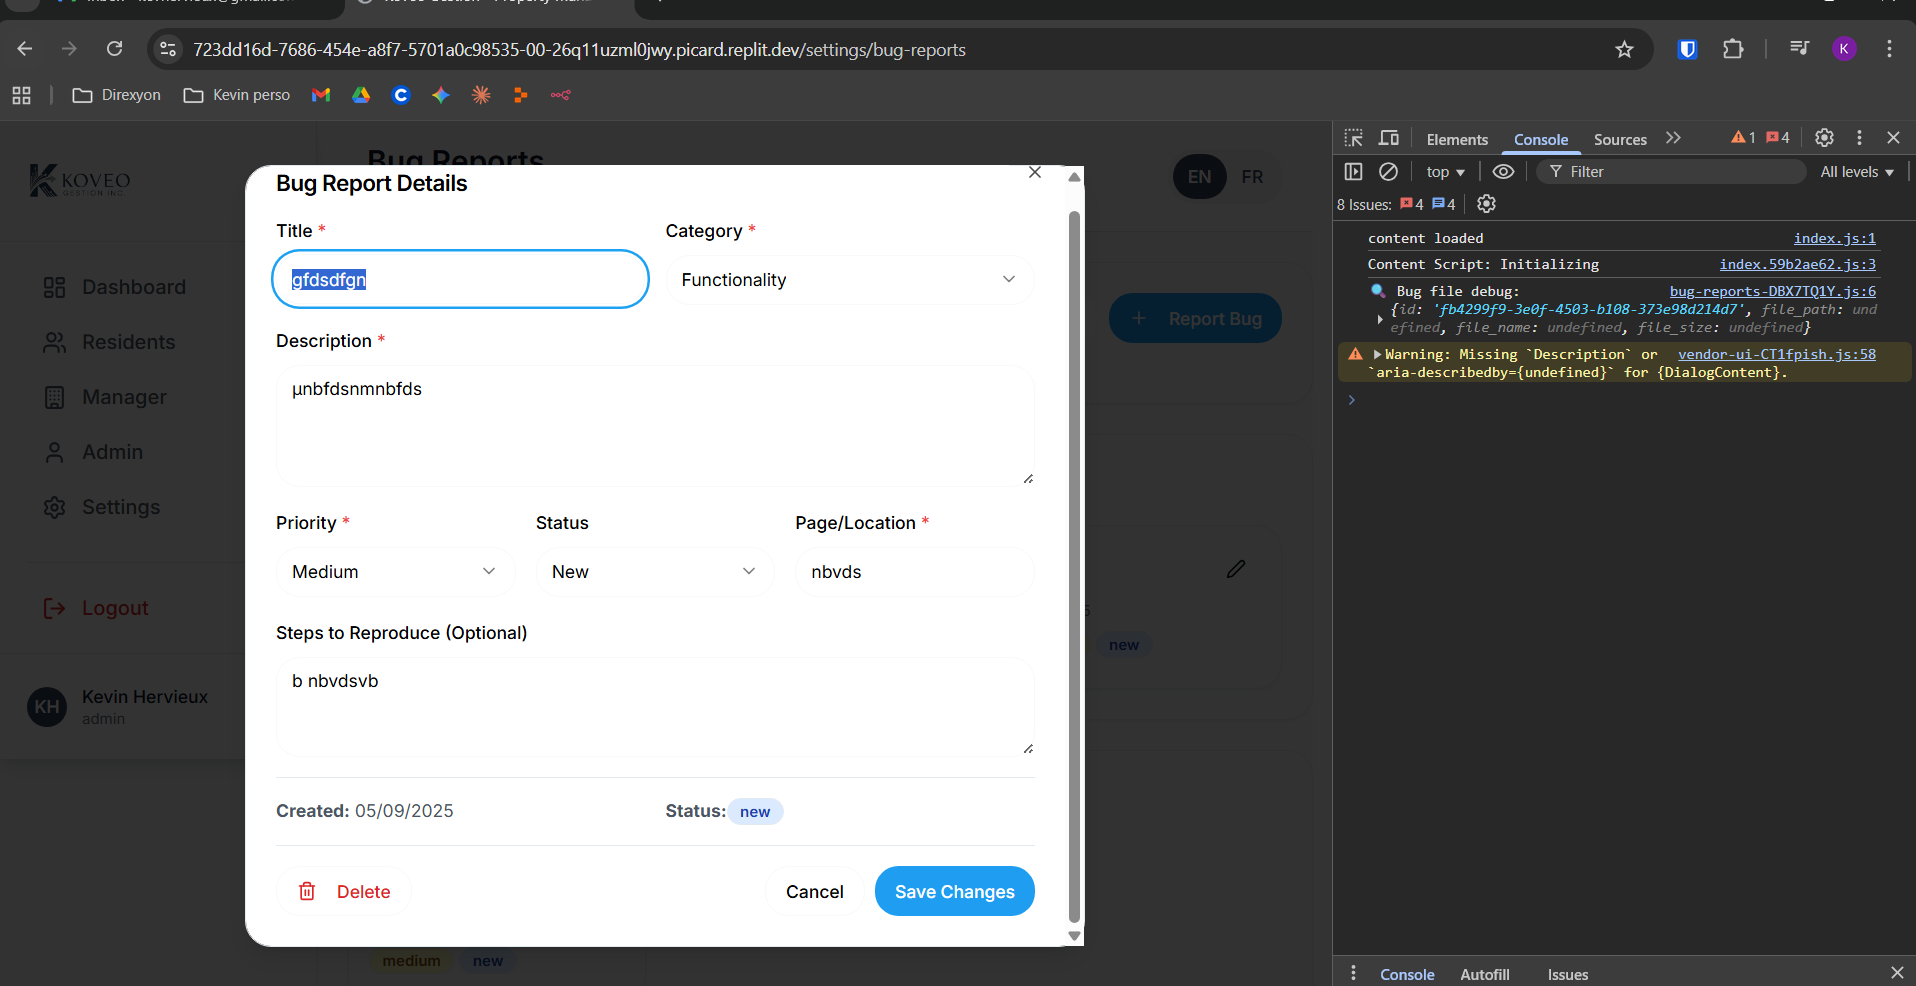 723dd16d-7686-454e-a8f7-5701a0c98535-00-26q11uzml0jwy.picard.replit.dev/settings/bug-reports
K
Direxyon
Kevin perso
KOVEO
GESTION INC.
Bug Reports
EN
FR
Dashboard
Residents
Manager
Admin
Settings
Logout
KH
Kevin Hervieux
admin
Report Bug
new
medium
new
Bug Report Details
Title *
Category *
gfdsdfgn
Functionality
Description *
µnbfdsnmnbfds
Priority *
Status
Page/Location *
Medium
New
nbvds
Steps to Reproduce (Optional)
b nbvdsvb
Created: 05/09/2025
Status: new
Delete
Cancel
Save Changes
Elements
Console
Sources
1
4
top
Filter
All levels
8 Issues: 4 4
content loaded index.js:1
Content Script: Initializing index.59b2ae62.js:3
Bug file debug: bug-reports-DBX7TQ1Y.js:6
{id: 'fb4299f9-3e0f-4503-b108-373e98d214d7', file_path: und
efined, file_name: undefined, file_size: undefined}
Warning: Missing `Description` or vendor-ui-CT1fpish.js:58
`aria-describedby={undefined}` for {DialogContent}.
Console
Autofill
Issues